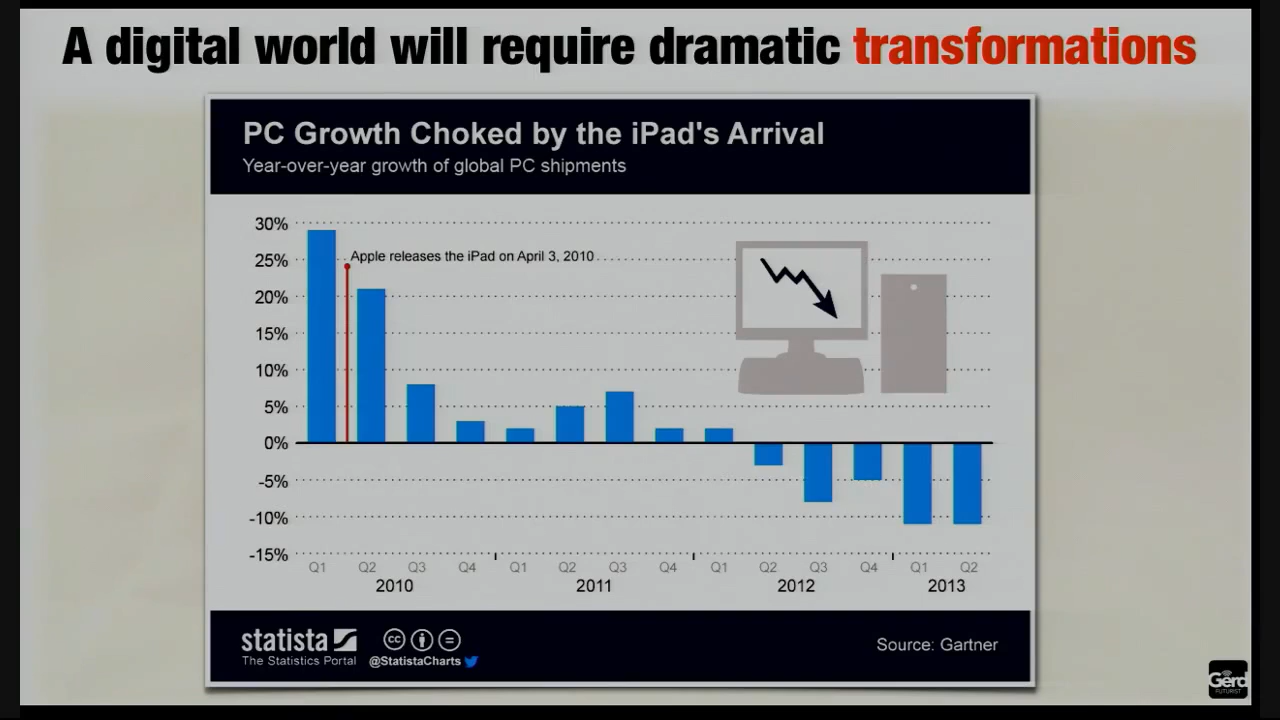 A digital world will require dramatic transformations
PC Growth Choked by the iPad's Arrival
Year-over-year growth of global PC shipments
30%
Apple releases the iPad on April 3, 2010
25%
20%
15%
10%
5%
0%
-5%
-10%
-15%
Q1 Q2 Q3 Q4 Q1 Q2 Q3 Q4 Q1 Q2 Q3 Q4 Q1 Q2
2010 2011 2012 2013
statista
The Statistics Portal
cc
@StatistaCharts
Source: Gartner
Gerd
FUTURIST